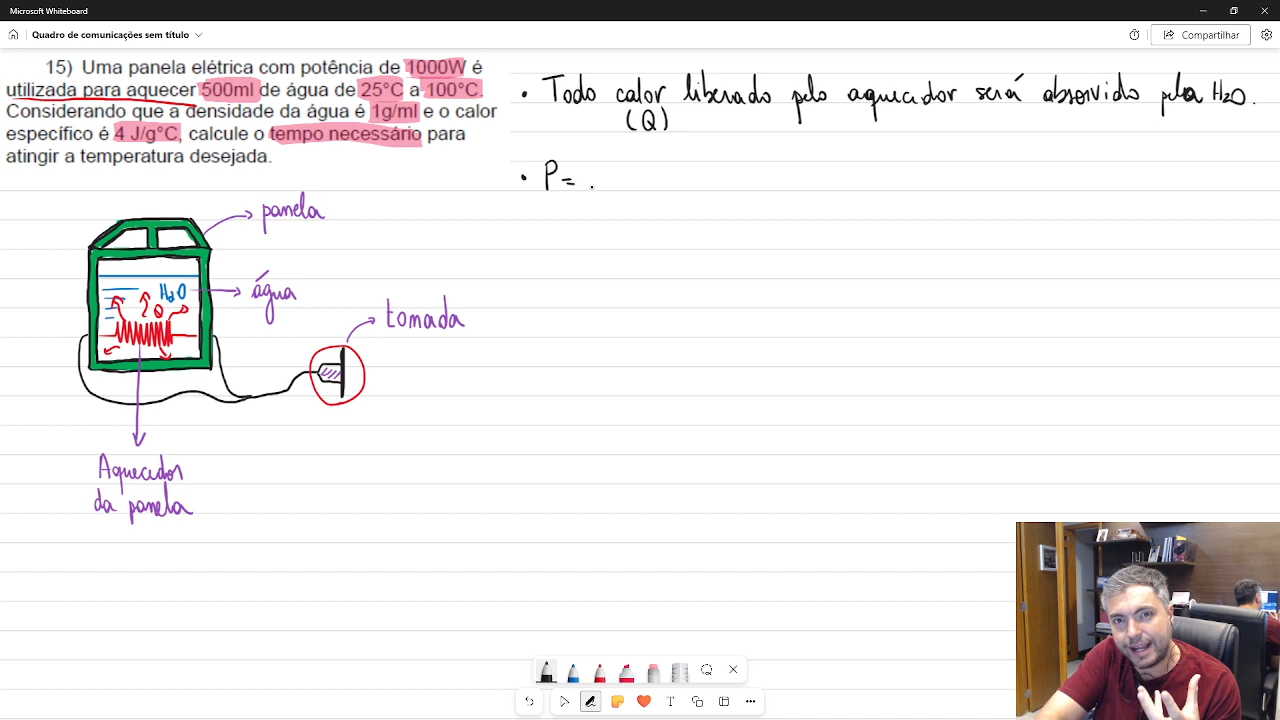 Microsoft Whiteboard
Quadro de comunicações sem título
Compartilhar
15) Uma panela elétrica com potência de 1000W é
utilizada para aquecer 500ml de água de 25°C a 100°C.
Considerando que a densidade da água é 1g/ml e o calor
específico é 4 J/g°C, calcule o tempo necessário para
atingir a temperatura desejada.
• Todo calor liberado pelo aquecedor será absorvido pela H₂O.
(Q)
• P =
panela
H₂O
água
Q
tomada
Aquecedor
da panela
T